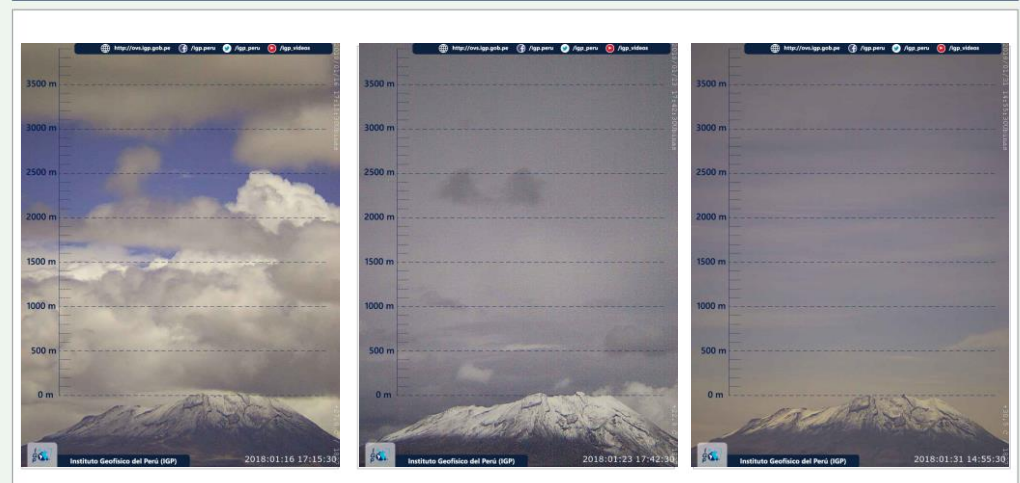 http://ovs.igp.gob.pe /igp.peru /igp_peru /igp_videos
3500 m
3000 m
2500 m
2000 m
1500 m
1000 m
500 m
0 m
Instituto Geofísico del Perú (IGP)
2018:01:16 17:15:30
http://ovs.igp.gob.pe /igp.peru /igp_peru /igp_videos
3500 m
3000 m
2500 m
2000 m
1500 m
1000 m
500 m
0 m
Instituto Geofísico del Perú (IGP)
2018:01:23 17:42:30
http://ovs.igp.gob.pe /igp.peru /igp_peru /igp_videos
3500 m
3000 m
2500 m
2000 m
1500 m
1000 m
500 m
0 m
Instituto Geofísico del Perú (IGP)
2018:01:31 14:55:30